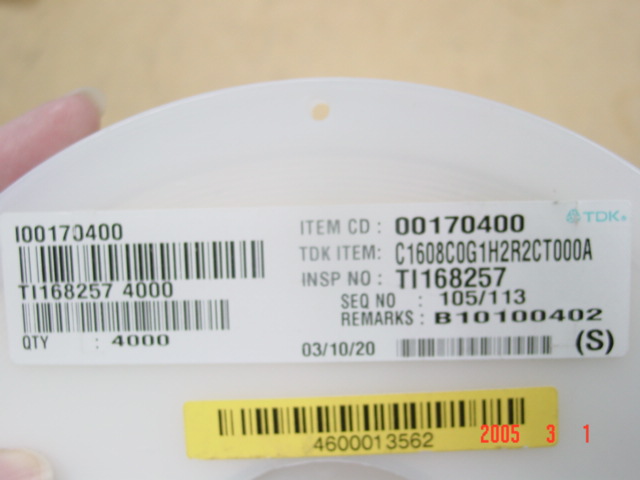 I00170400
TI168257 4000
QTY : 4000
TDK
ITEM CD : 00170400
TDK ITEM: C1608C0G1H2R2CT000A
INSP NO : TI168257
SEQ NO : 105/113
REMARKS : B10100402
03/10/20 (S)
4600013562
2005 3 1